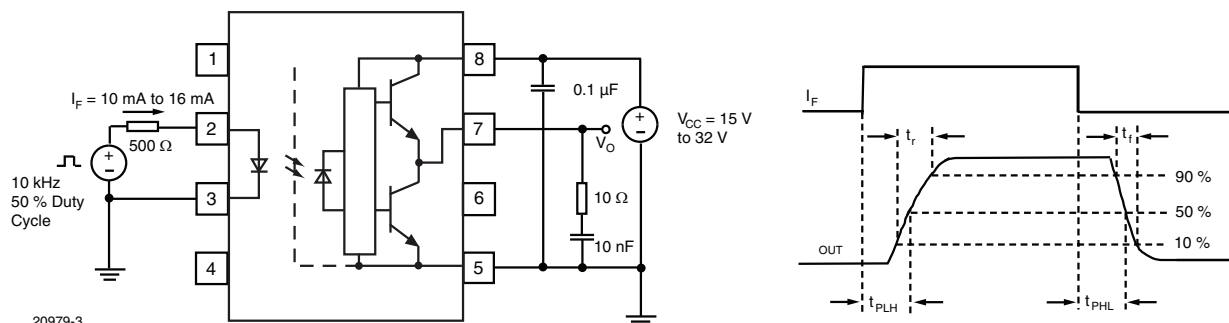 1
8
I_F = 10 mA to 16 mA
0.1 µF
2
7
V_CC = 15 V
to 32 V
500 Ω
V_O
+
-
+
-
10 kHz
50 % Duty
Cycle
3
6
10 Ω
10 nF
4
5
20979-3
I_F
t_r
t_f
90 %
50 %
10 %
OUT
t_PLH
t_PHL